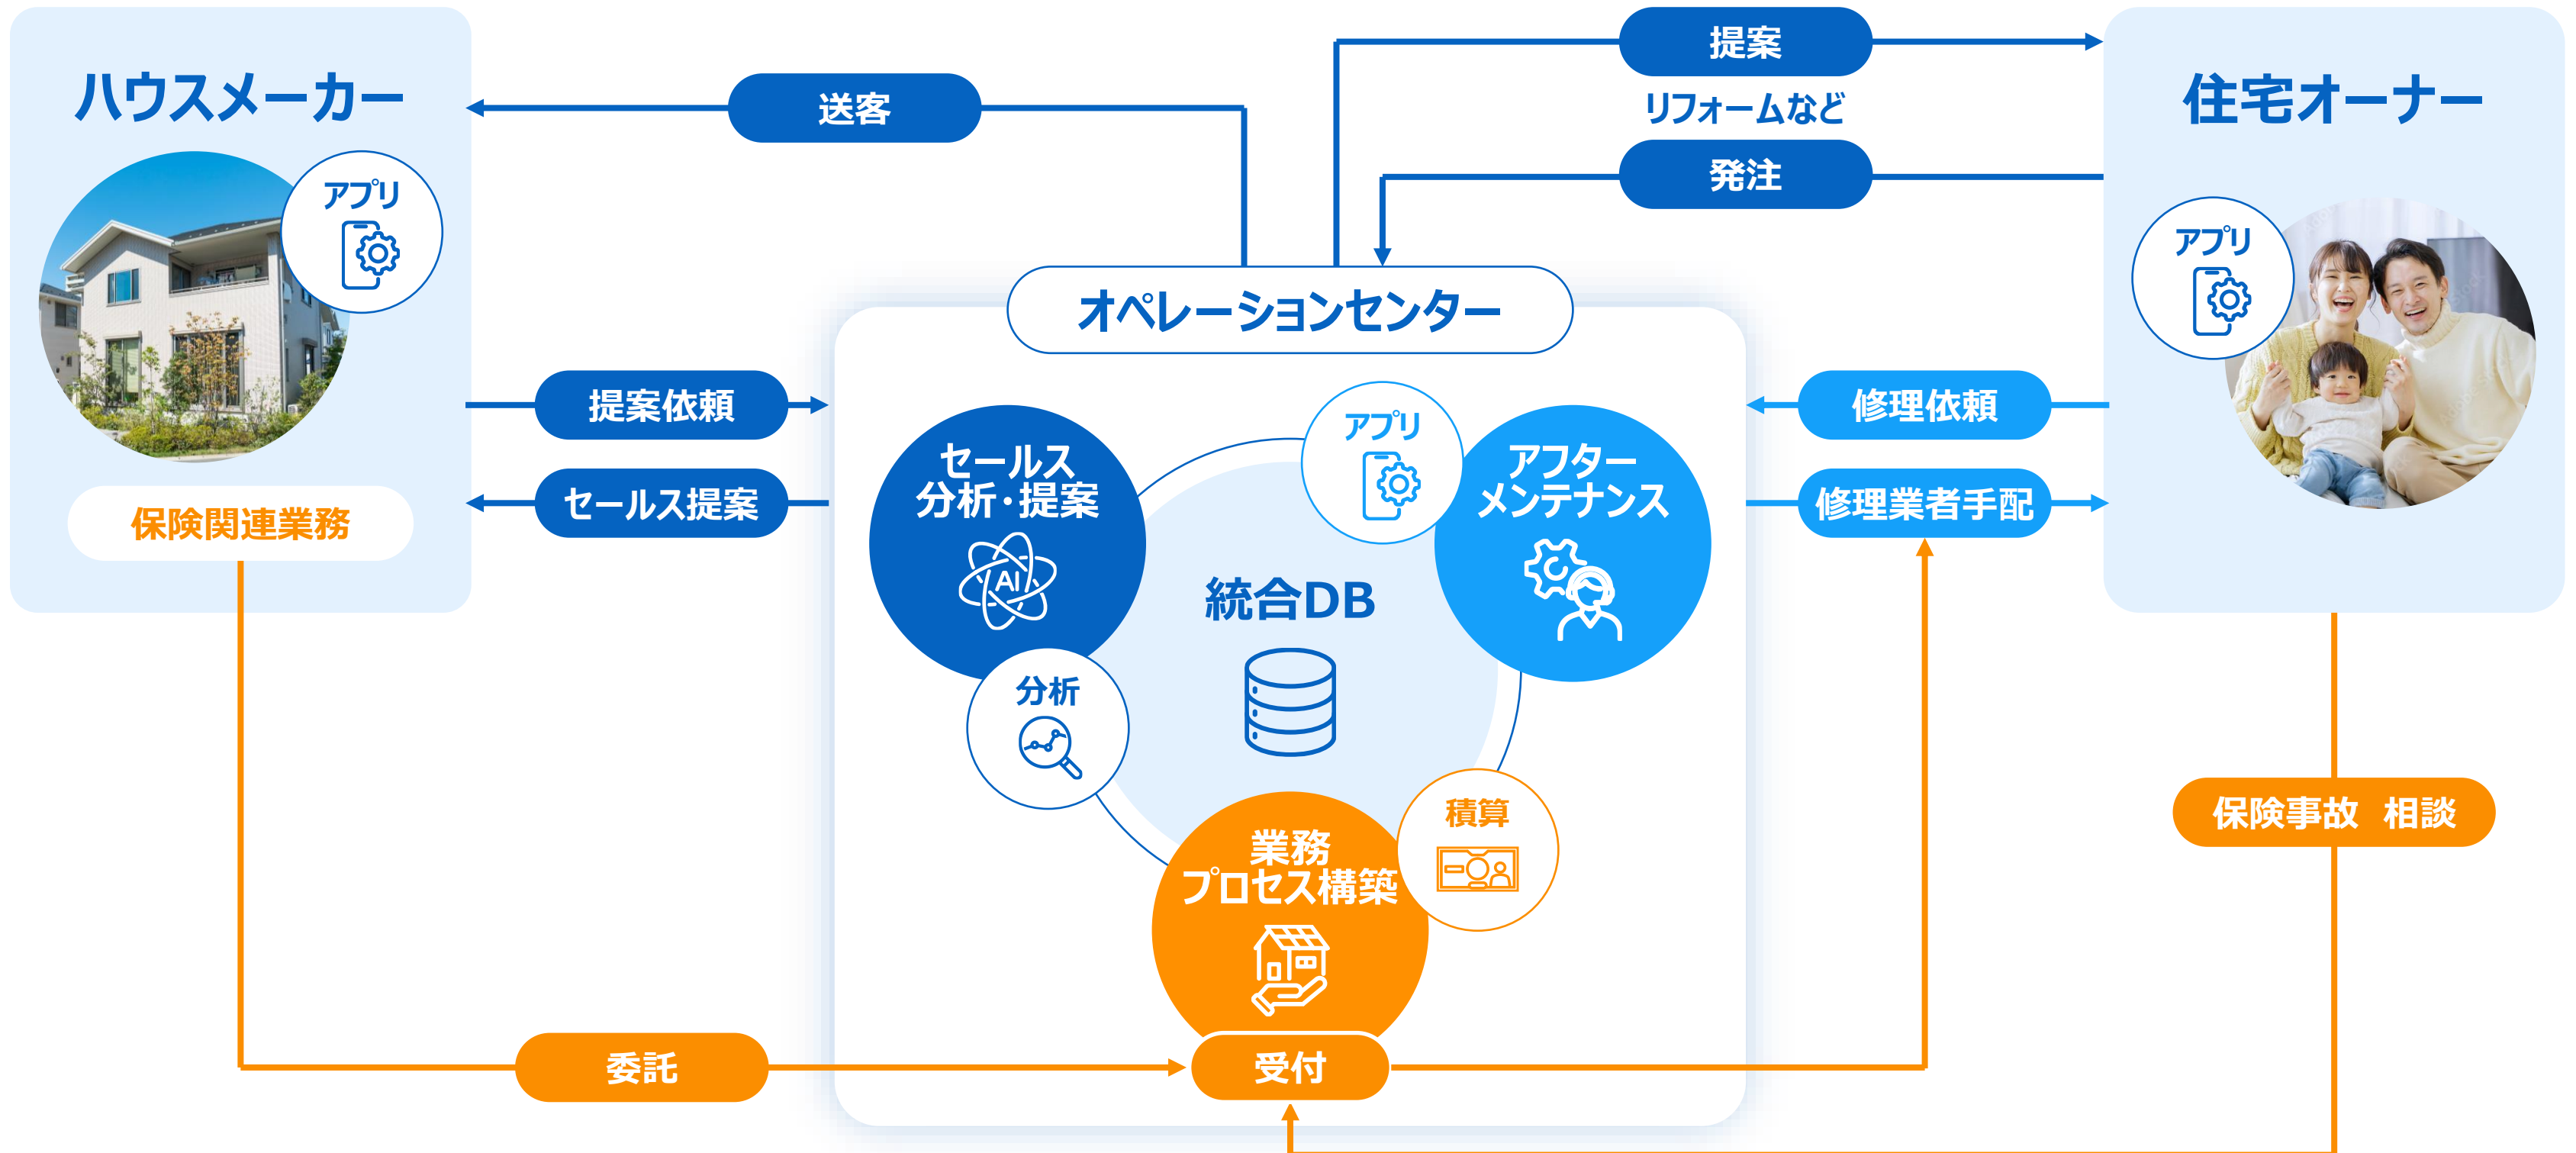 ハウスメーカー
アプリ
保険関連業務
送客
提案
リフォームなど
発注
住宅オーナー
アプリ
オペレーションセンター
提案依頼
セールス提案
修理依頼
修理業者手配
セールス
分析・提案
AI
アプリ
アフター
メンテナンス
統合DB
分析
積算
業務
プロセス構築
受付
委託
保険事故 相談